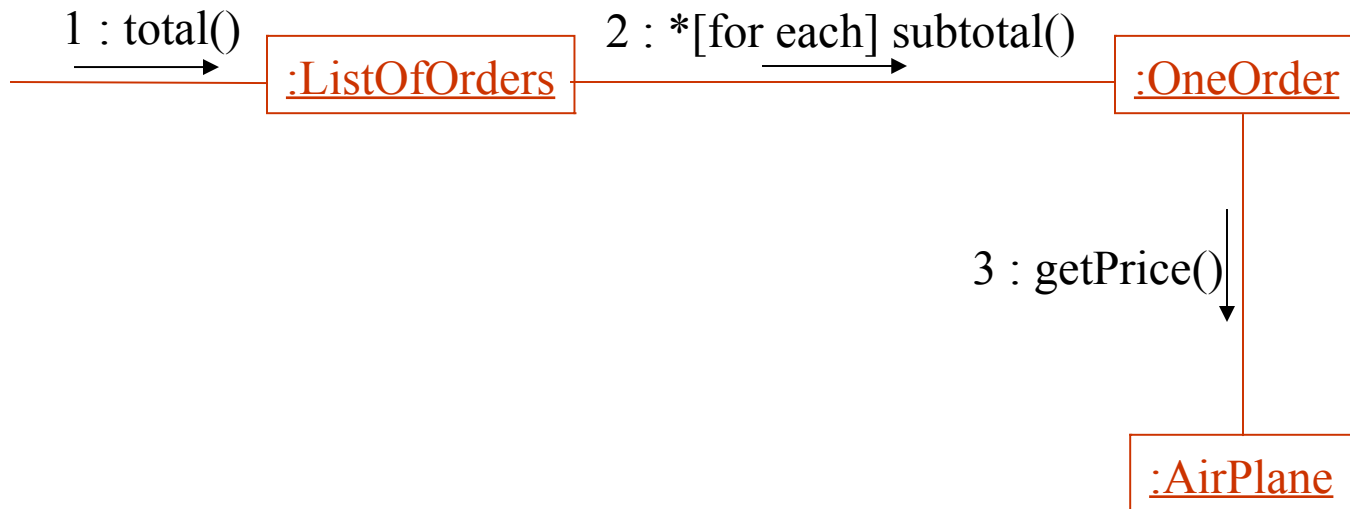 1 : total()
2 : *[for each] subtotal()
:ListOfOrders
:OneOrder
3 : getPrice()
:AirPlane